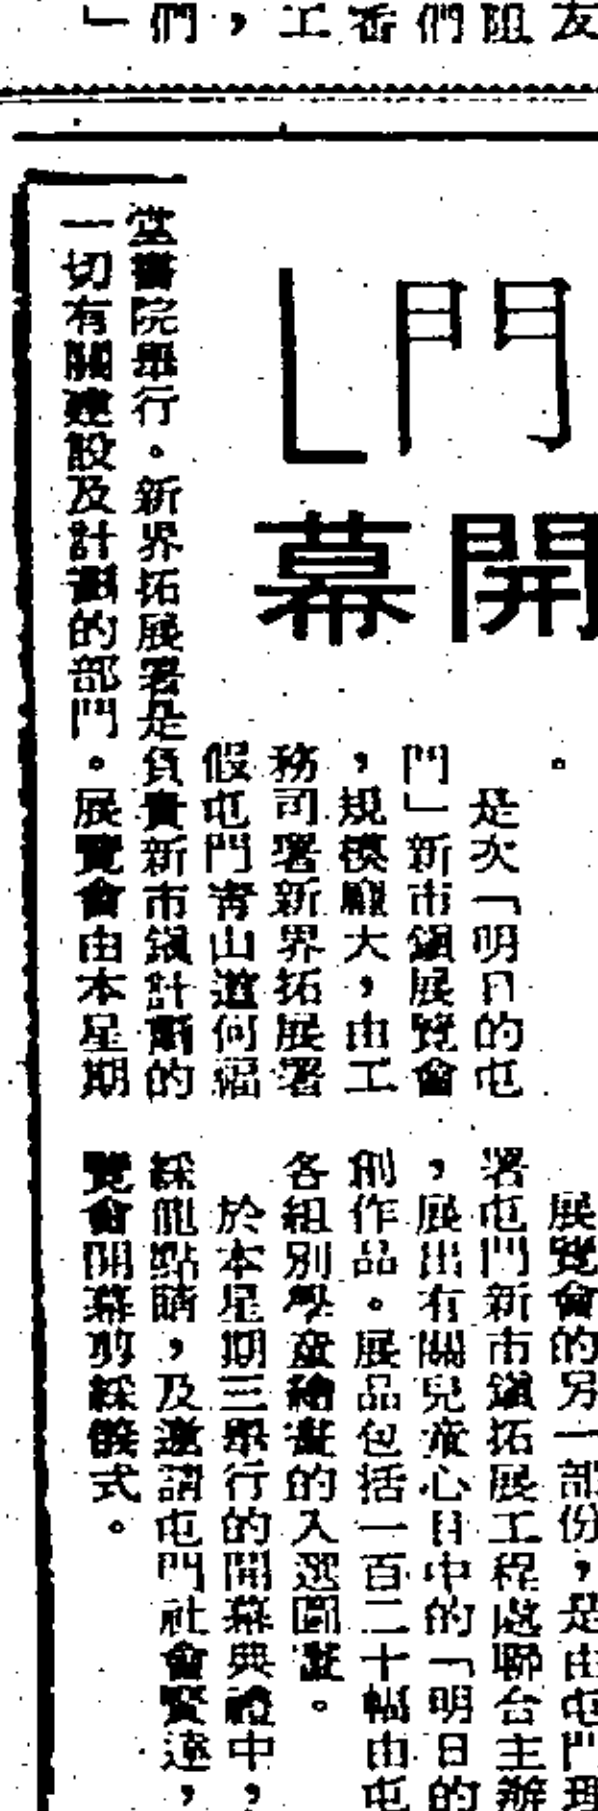 友阻們番工，們」
門」
開幕
。
是次「明日的屯
門」新市鎮展覽會
，規模龐大，由工
務司署新界拓展署
假屯門青山道何福
堂書院舉行。新界拓展署是負責新市鎮計劃的
一切有關建設及計劃的部門。展覽會由本星期
展覽會的另一部份，是由屯門理
署屯門新市鎮拓展工程處聯合主辦
，展出有關兒童心目中的「明日的
創作品。展品包括一百二十幅由屯
各組別學童繪畫的入選圖畫。
於本星期三舉行的開幕典禮中，
綵龍點睛，及邀請屯門社會賢達，
覽會開幕剪綵儀式。